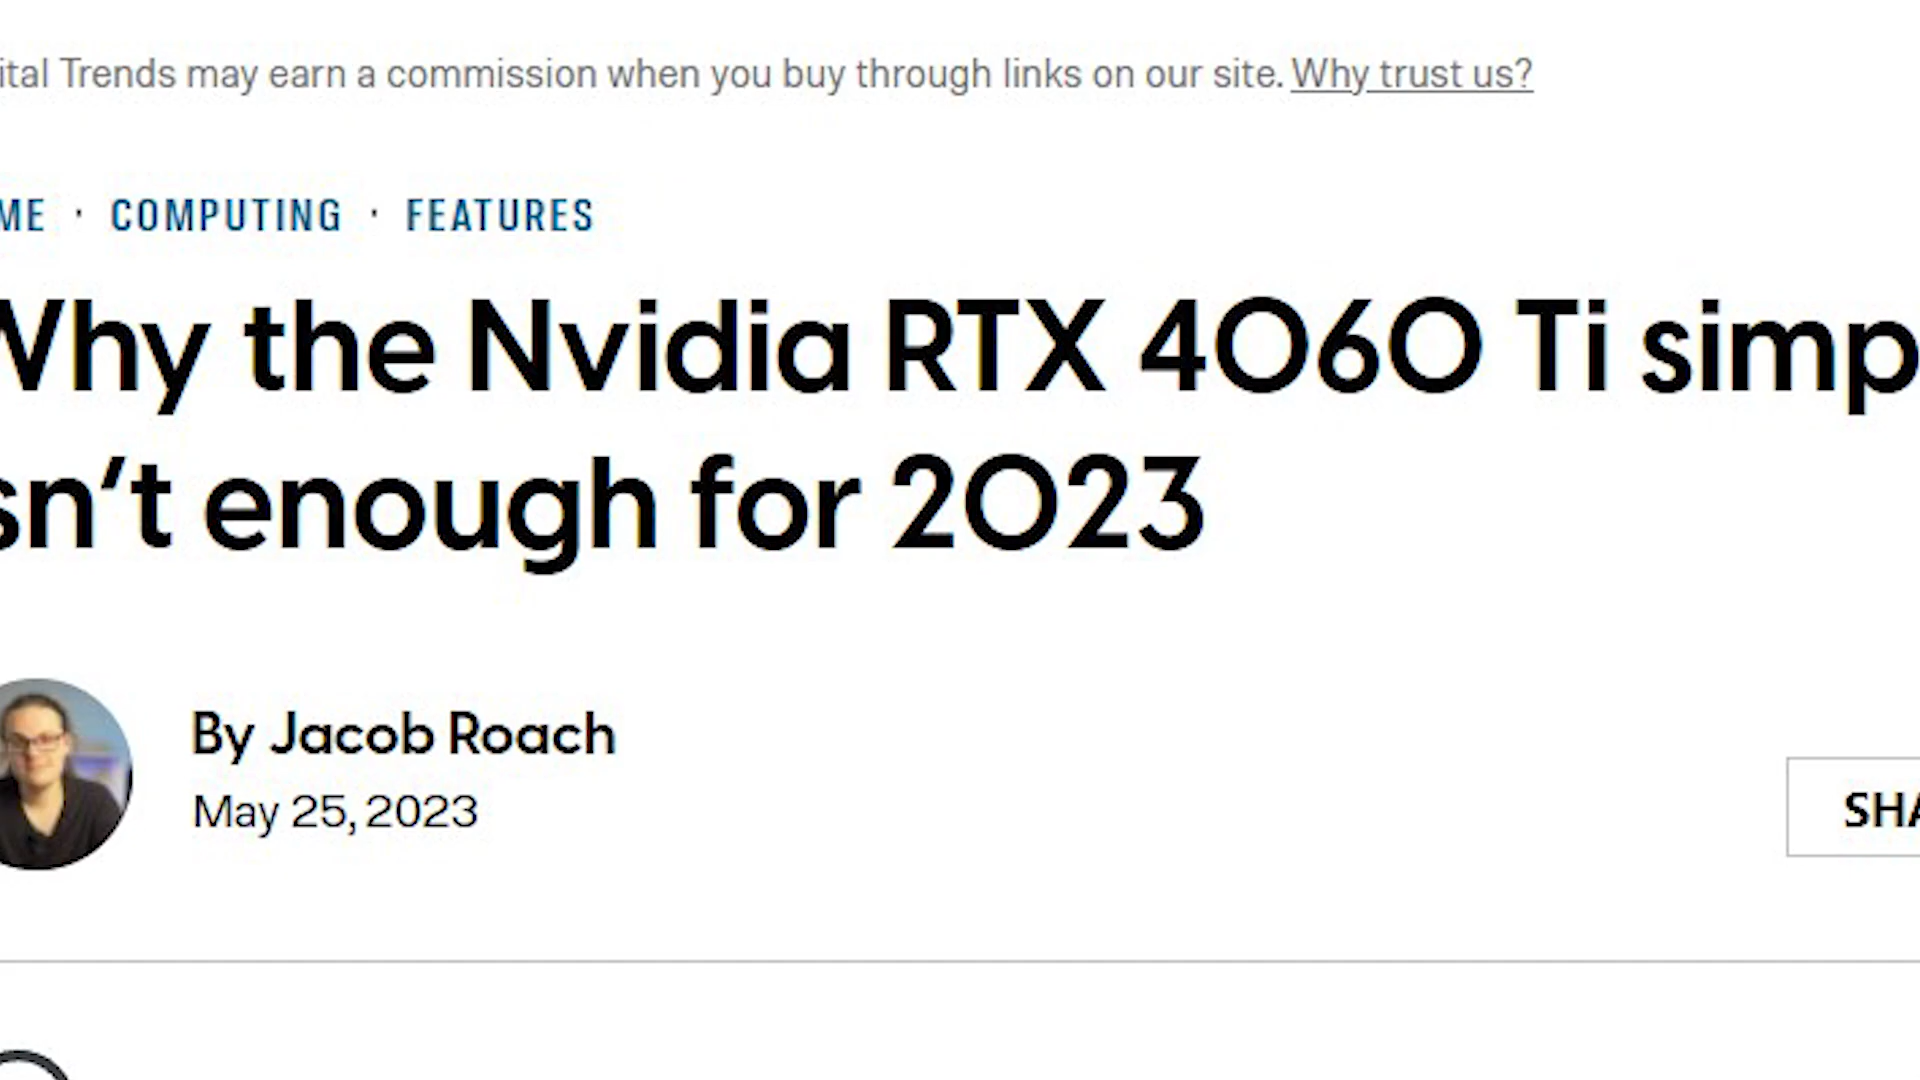 ital Trends may earn a commission when you buy through links on our site. Why trust us?
ME · COMPUTING · FEATURES
Why the Nvidia RTX 4060 Ti simp
sn't enough for 2023
By Jacob Roach
May 25, 2023
SHA